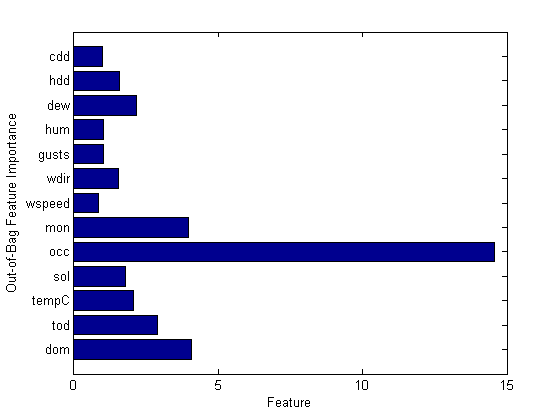 Out-of-Bag Feature Importance
cdd
hdd
dew
hum
gusts
wdir
wspeed
mon
occ
sol
tempC
tod
dom
0 5 10 15
Feature